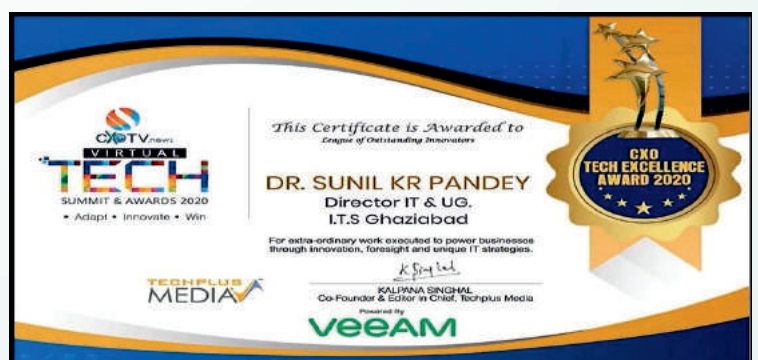 CXOTV.news
VIRTUAL
TECH
SUMMIT & AWARDS 2020
• Adapt • Innovate • Win
TECHPLUS
MEDIA
This Certificate is Awarded to
League of Outstanding Innovators
DR. SUNIL KR PANDEY
Director IT & UG.
I.T.S Ghaziabad
For extra-ordinary work executed to power businesses
through innovation, foresight and unique IT strategies.
K Singhal
KALPANA SINGHAL
Co-Founder & Editor in Chief, Techplus Media
Powered By
veeAM
CXO
TECH EXCELLENCE
AWARD 2020